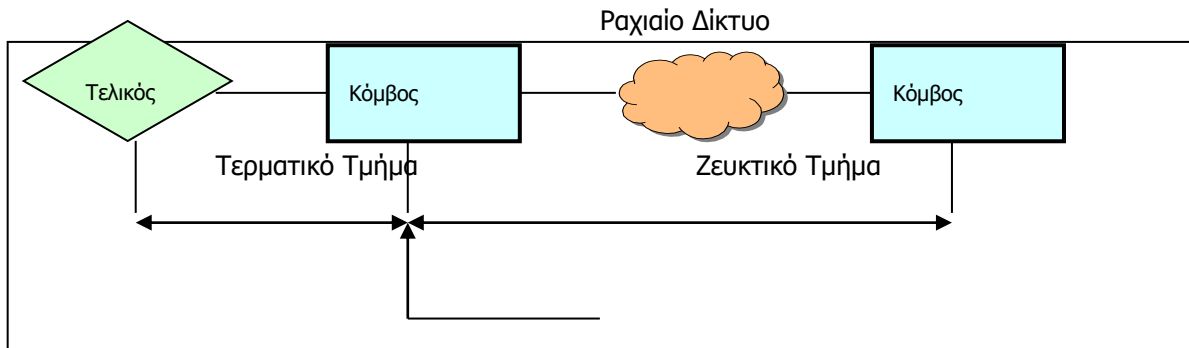 Ραχιαίο Δίκτυο
Τελικός
Κόμβος
Κόμβος
Τερματικό Τμήμα
Ζευκτικό Τμήμα